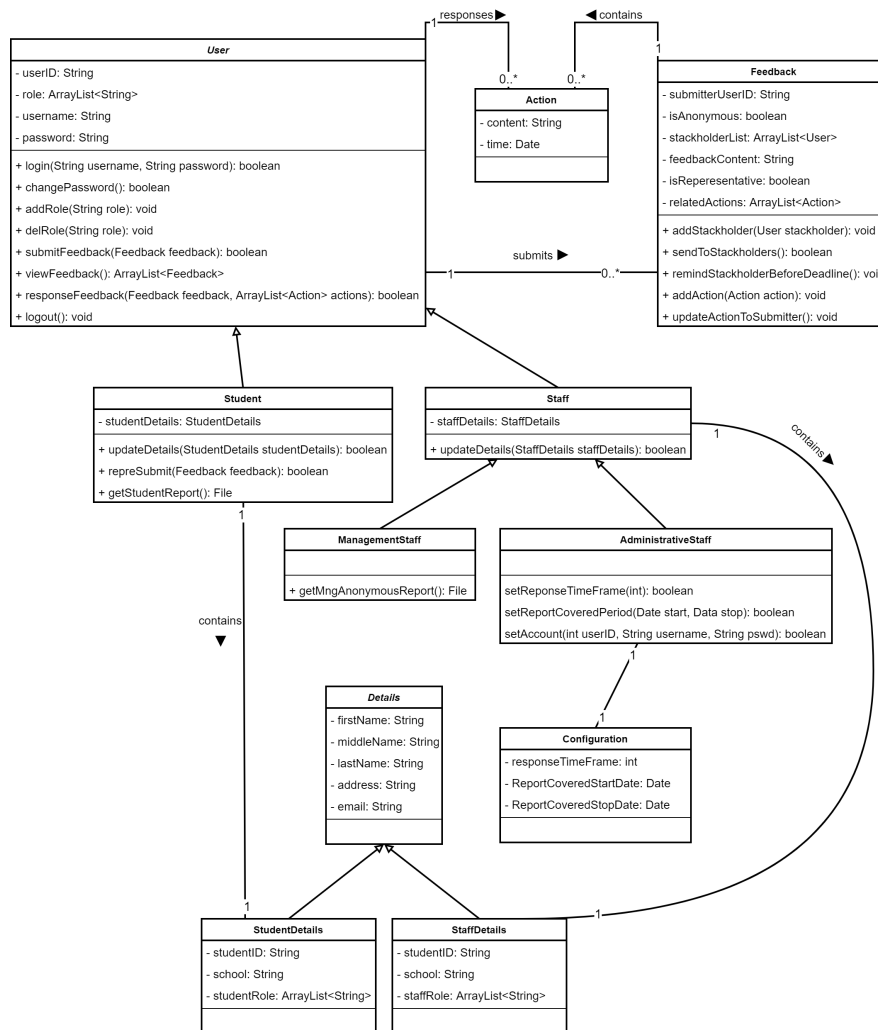 responses
contains
1
1
User
- userID: String
- role: ArrayList<String>
- username: String
- password: String
+ login(String username, String password): boolean
+ changePassword(): boolean
+ addRole(String role): void
+ delRole(String role): void
+ submitFeedback(Feedback feedback): boolean
+ viewFeedback(): ArrayList<Feedback>
+ responseFeedback(Feedback feedback, ArrayList<Action> actions): boolean
+ logout(): void
0..*
0..*
Action
- content: String
- time: Date
Feedback
- submitterUserID: String
- isAnonymous: boolean
- stackholderList: ArrayList<User>
- feedbackContent: String
- isReperesentative: boolean
- relatedActions: ArrayList<Action>
+ addStackholder(User stackholder): void
+ sendToStackholders(): boolean
+ remindStackholderBeforeDeadline(): voi
+ addAction(Action action): void
+ updateActionToSubmitter(): void
submits
1
0..*
Student
- studentDetails: StudentDetails
+ updateDetails(StudentDetails studentDetails): boolean
+ repreSubmit(Feedback feedback): boolean
+ getStudentReport(): File
Staff
- staffDetails: StaffDetails
+ updateDetails(StaffDetails staffDetails): boolean
1
contains
1
ManagementStaff
+ getMngAnonymousReport(): File
AdministrativeStaff
setReponseTimeFrame(int): boolean
setReportCoveredPeriod(Date start, Data stop): boolean
setAccount(int userID, String username, String pswd): boolean
contains
1
1
Details
- firstName: String
- middleName: String
- lastName: String
- address: String
- email: String
Configuration
- responseTimeFrame: int
- ReportCoveredStartDate: Date
- ReportCoveredStopDate: Date
1
1
StudentDetails
- studentID: String
- school: String
- studentRole: ArrayList<String>
StaffDetails
- studentID: String
- school: String
- staffRole: ArrayList<String>